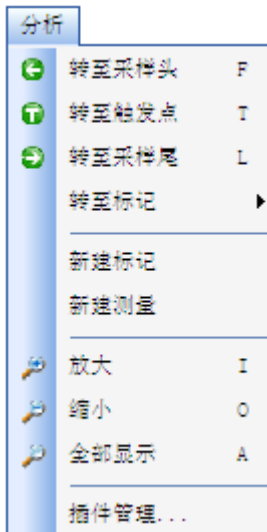 分析
转至采样头 F
转至触发点 T
转至采样尾 L
转至标记
新建标记
新建测量
放大 I
缩小 O
全部显示 A
插件管理...